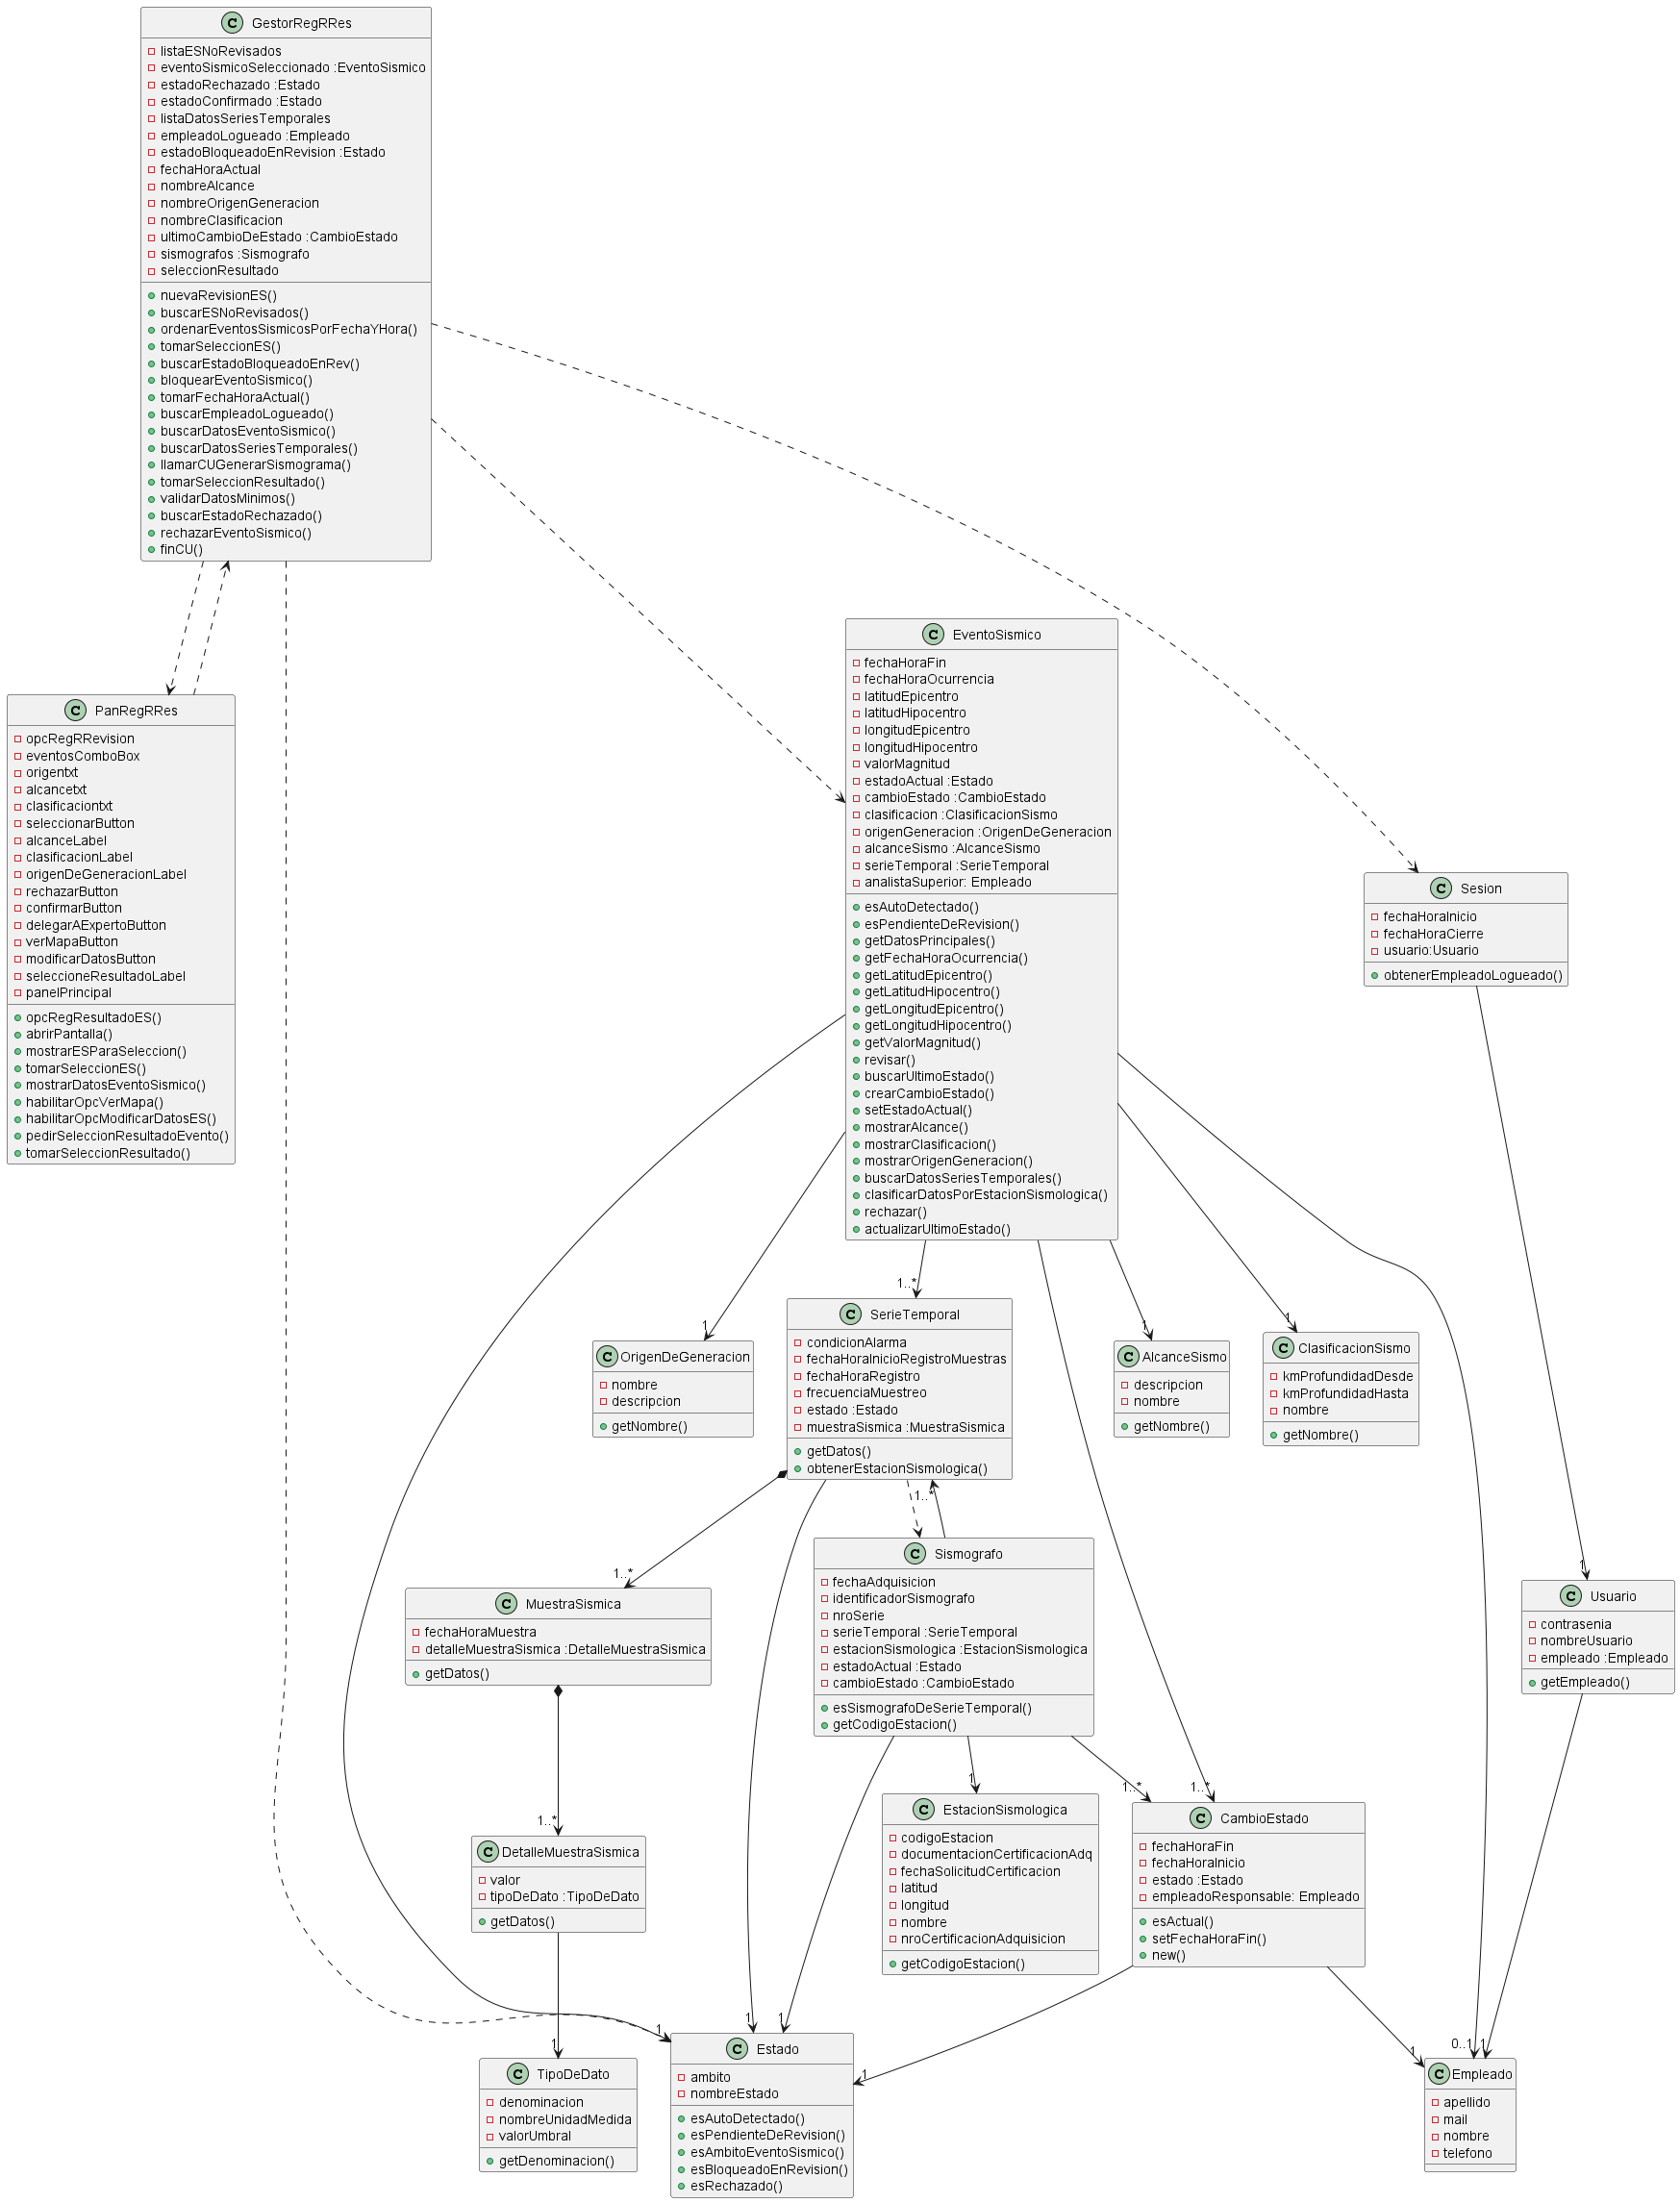 GestorRegRRes
listaESNoRevisados
eventoSismicoSeleccionado :EventoSismico
estadoRechazado :Estado
estadoConfirmado :Estado
listaDatosSeriesTemporales
empleadoLogueado :Empleado
estadoBloqueadoEnRevision :Estado
fechaHoraActual
nombreAlcance
nombreOrigenGeneracion
nombreClasificacion
ultimoCambioDeEstado :CambioEstado
sismografos :Sismografo
seleccionResultado
nuevaRevisionES()
buscarESNoRevisados()
ordenarEventosSismicosPorFechaYHora()
tomarSeleccionES()
buscarEstadoBloqueadoEnRev()
bloquearEventoSismico()
tomarFechaHoraActual()
buscarEmpleadoLogueado()
buscarDatosEventoSismico()
buscarDatosSeriesTemporales()
llamarCUGenerarSismograma()
tomarSeleccionResultado()
validarDatosMinimos()
buscarEstadoRechazado()
rechazarEventoSismico()
finCU()
PanRegRRes
opcRegRRevision
eventosComboBox
origentxt
alcancetxt
clasificaciontxt
seleccionarButton
alcanceLabel
clasificacionLabel
origenDeGeneracionLabel
rechazarButton
confirmarButton
delegarAExpertoButton
verMapaButton
modificarDatosButton
seleccioneResultadoLabel
panelPrincipal
opcRegResultadoES()
abrirPantalla()
mostrarESParaSeleccion()
tomarSeleccionES()
mostrarDatosEventoSismico()
habilitarOpcVerMapa()
habilitarOpcModificarDatosES()
pedirSeleccionResultadoEvento()
tomarSeleccionResultado()
EventoSismico
fechaHoraFin
fechaHoraOcurrencia
latitudEpicentro
latitudHipocentro
longitudEpicentro
longitudHipocentro
valorMagnitud
estadoActual :Estado
cambioEstado :CambioEstado
clasificacion :ClasificacionSismo
origenGeneracion :OrigenDeGeneracion
alcanceSismo :AlcanceSismo
serieTemporal :SerieTemporal
analistaSuperior: Empleado
esAutoDetectado()
esPendienteDeRevision()
getDatosPrincipales()
getFechaHoraOcurrencia()
getLatitudEpicentro()
getLatitudHipocentro()
getLongitudEpicentro()
getLongitudHipocentro()
getValorMagnitud()
revisar()
buscarUltimoEstado()
crearCambioEstado()
setEstadoActual()
mostrarAlcance()
mostrarClasificacion()
mostrarOrigenGeneracion()
buscarDatosSeriesTemporales()
clasificarDatosPorEstacionSismologica()
rechazar()
actualizarUltimoEstado()
Sesion
fechaHoraInicio
fechaHoraCierre
usuario:Usuario
obtenerEmpleadoLogueado()
1..*
1
1
1
OrigenDeGeneracion
nombre
descripcion
getNombre()
SerieTemporal
condicionAlarma
fechaHoraInicioRegistroMuestras
fechaHoraRegistro
frecuenciaMuestreo
estado :Estado
muestraSismica :MuestraSismica
getDatos()
obtenerEstacionSismologica()
AlcanceSismo
descripcion
nombre
getNombre()
ClasificacionSismo
kmProfundidadDesde
kmProfundidadHasta
nombre
getNombre()
1..*
1..*
1
MuestraSismica
fechaHoraMuestra
detalleMuestraSismica :DetalleMuestraSismica
getDatos()
Sismografo
fechaAdquisicion
identificadorSismografo
nroSerie
serieTemporal :SerieTemporal
estacionSismologica :EstacionSismologica
estadoActual :Estado
cambioEstado :CambioEstado
esSismografoDeSerieTemporal()
getCodigoEstacion()
Usuario
contrasenia
nombreUsuario
empleado :Empleado
getEmpleado()
1..*
1
1..*
1..*
DetalleMuestraSismica
valor
tipoDeDato :TipoDeDato
getDatos()
EstacionSismologica
codigoEstacion
documentacionCertificacionAdq
fechaSolicitudCertificacion
latitud
longitud
nombre
nroCertificacionAdquisicion
getCodigoEstacion()
CambioEstado
fechaHoraFin
fechaHoraInicio
estado :Estado
empleadoResponsable: Empleado
esActual()
setFechaHoraFin()
new()
1
1
1
1
1
1
0..1
1
TipoDeDato
denominacion
nombreUnidadMedida
valorUmbral
getDenominacion()
Estado
ambito
nombreEstado
esAutoDetectado()
esPendienteDeRevision()
esAmbitoEventoSismico()
esBloqueadoEnRevision()
esRechazado()
Empleado
apellido
mail
nombre
telefono